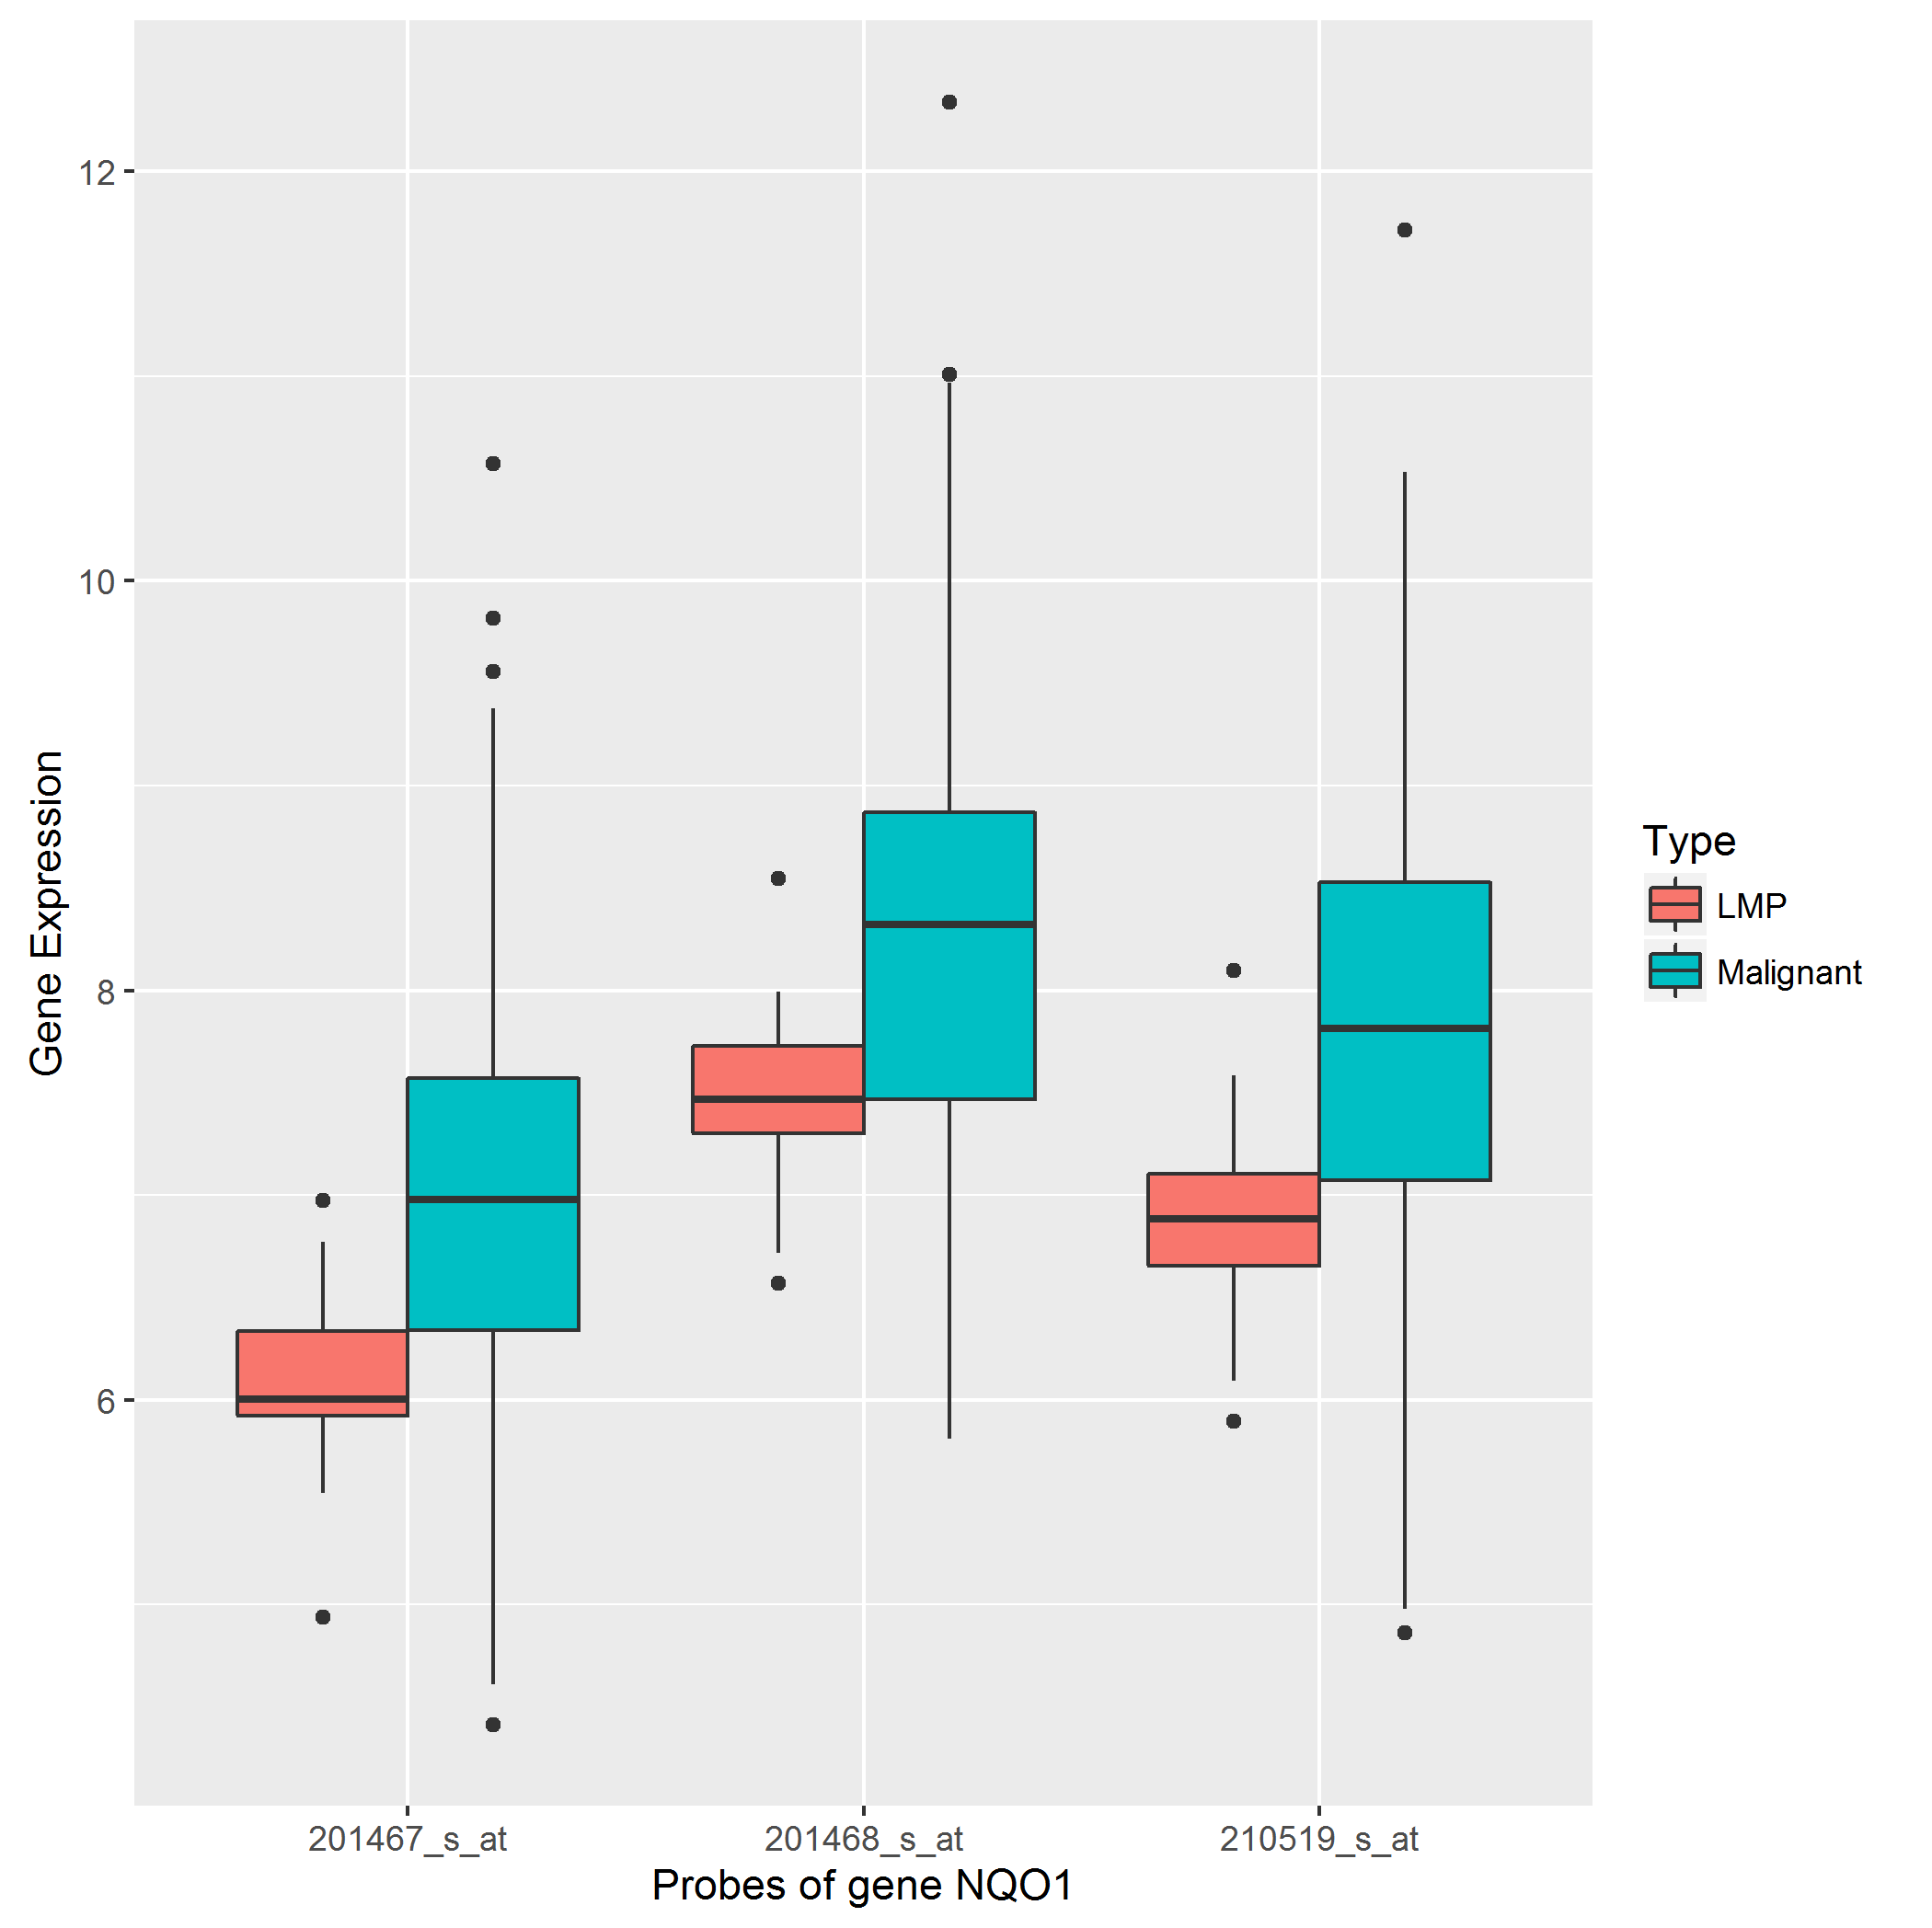 Gene Expression
12
10
8
6
201467_s_at
201468_s_at
210519_s_at
Probes of gene NQO1
Type
LMP
Malignant